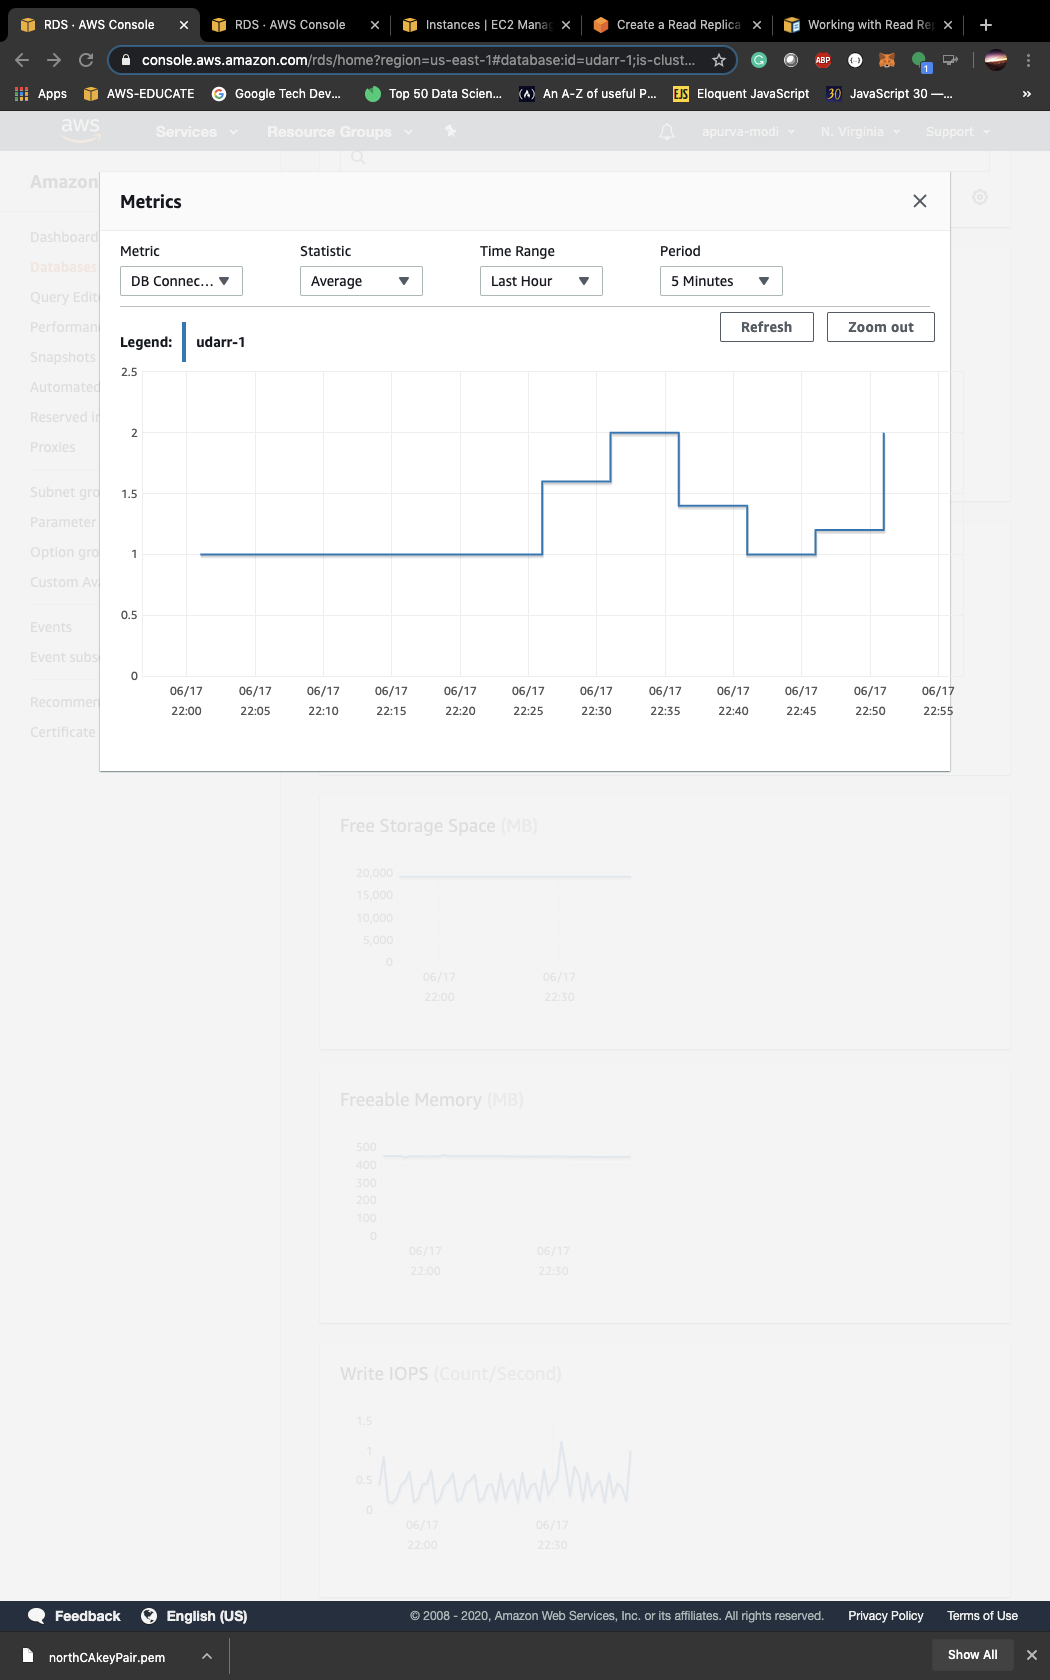 RDS · AWS Console
RDS · AWS Console
Instances | EC2 Manag
Create a Read Replica
Working with Read Rep
console.aws.amazon.com/rds/home?region=us-east-1#database:id=udarr-1;is-clust...
ABP
1
Apps
AWS-EDUCATE
Google Tech Dev...
Top 50 Data Scien...
An A-Z of useful P...
EJS Eloquent JavaScript
30 JavaScript 30 —...
»
aws
Services
Resource Groups
apurva-modi
N. Virginia
Support
Amazon
Dashboard
Databases
Query Edit
Performan
Snapshots
Automated
Reserved in
Proxies
Subnet gro
Parameter
Option gro
Custom Ava
Events
Event subs
Recommen
Certificate
Metrics
Metric
Statistic
Time Range
Period
DB Connec...
Average
Last Hour
5 Minutes
Refresh
Zoom out
Legend:
udarr-1
2.5
2
1.5
1
0.5
0
06/17 06/17 06/17 06/17 06/17 06/17 06/17 06/17 06/17 06/17 06/17 06/17
22:00 22:05 22:10 22:15 22:20 22:25 22:30 22:35 22:40 22:45 22:50 22:55
Free Storage Space (MB)
20,000
15,000
10,000
5,000
0
06/17 06/17
22:00 22:30
Freeable Memory (MB)
500
400
300
200
100
0
06/17 06/17
22:00 22:30
Write IOPS (Count/Second)
1.5
1
0.5
0
06/17 06/17
22:00 22:30
Feedback
English (US)
© 2008 - 2020, Amazon Web Services, Inc. or its affiliates. All rights reserved.
Privacy Policy
Terms of Use
northCAkeyPair.pem
Show All